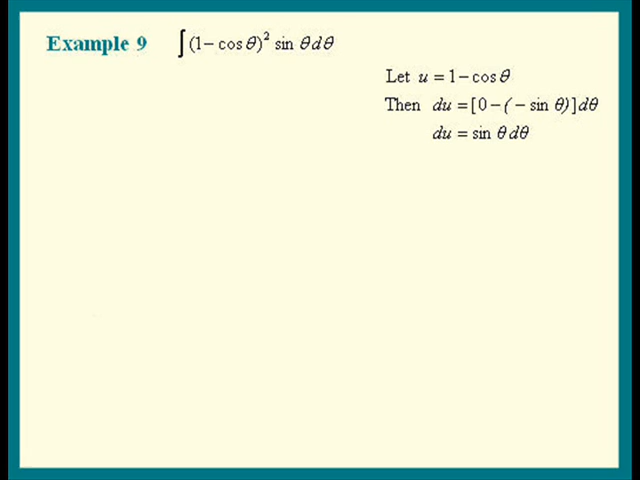 Example 9 ∫(1− cos θ)² sin θ dθ
Let u = 1 − cos θ
Then du = [0 − (− sin θ)]dθ
du = sin θ dθ